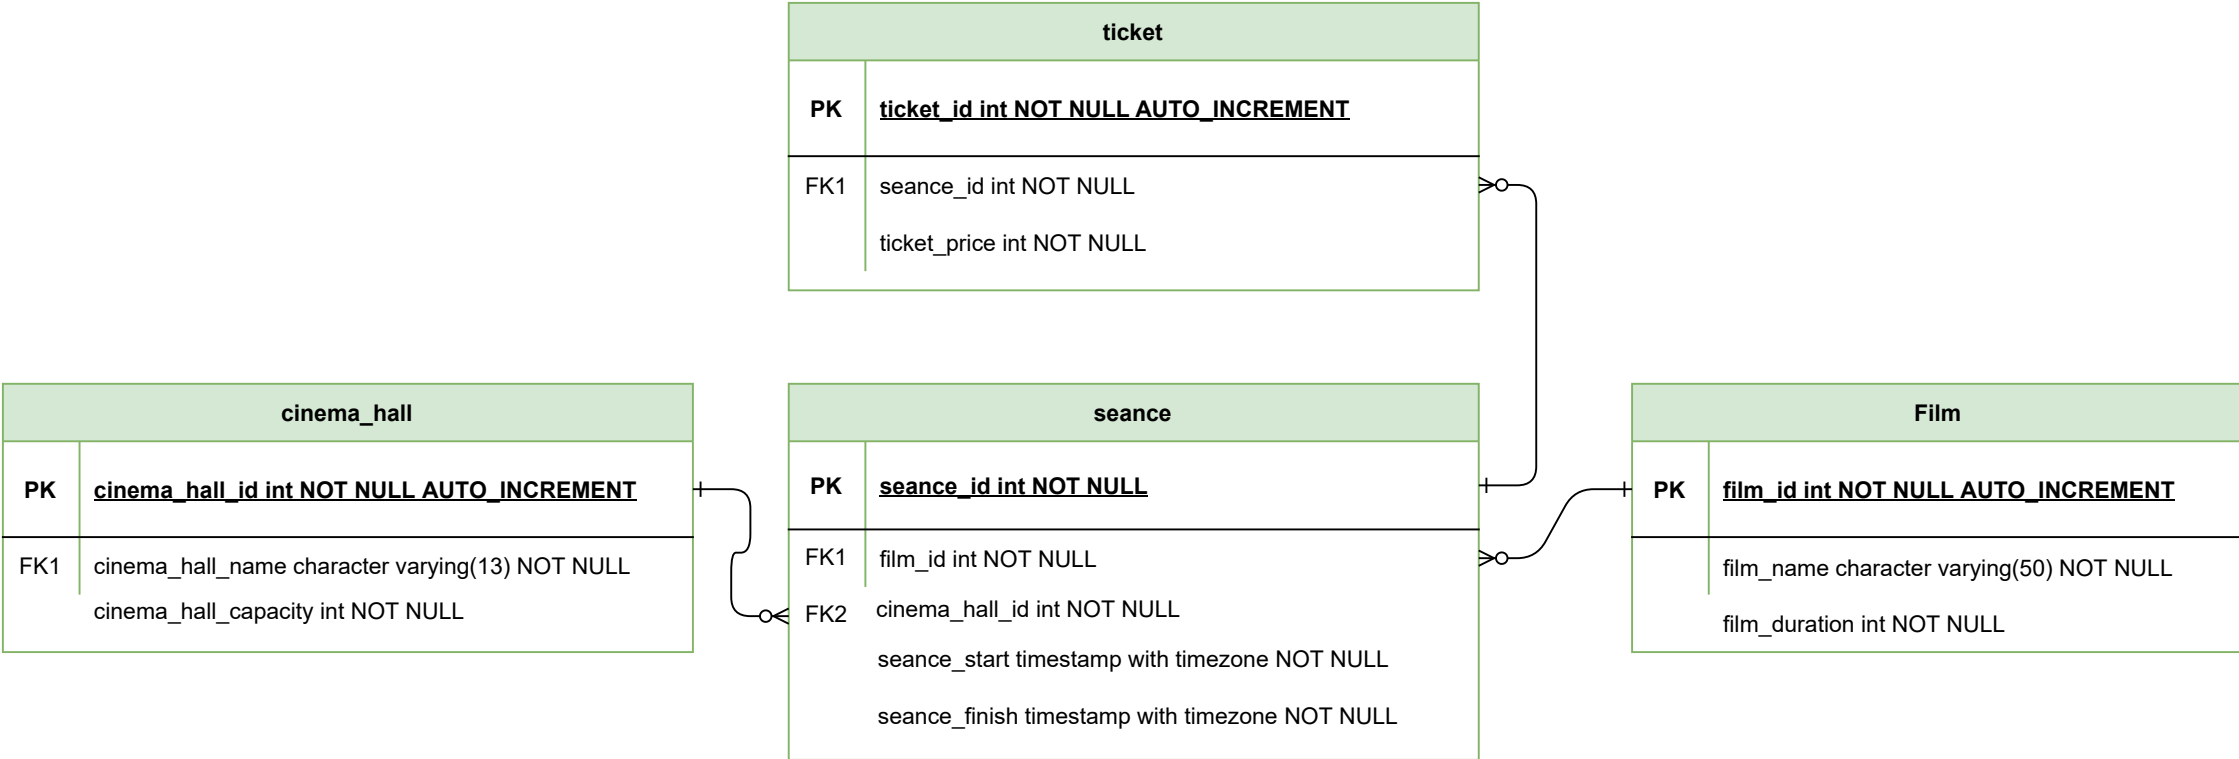 ticket
PK ticket_id int NOT NULL AUTO_INCREMENT
FK1 seance_id int NOT NULL
ticket_price int NOT NULL
cinema_hall
PK cinema_hall_id int NOT NULL AUTO_INCREMENT
FK1 cinema_hall_name character varying(13) NOT NULL
cinema_hall_capacity int NOT NULL
seance
PK seance_id int NOT NULL
FK1 film_id int NOT NULL
FK2 cinema_hall_id int NOT NULL
seance_start timestamp with timezone NOT NULL
seance_finish timestamp with timezone NOT NULL
Film
PK film_id int NOT NULL AUTO_INCREMENT
film_name character varying(50) NOT NULL
film_duration int NOT NULL